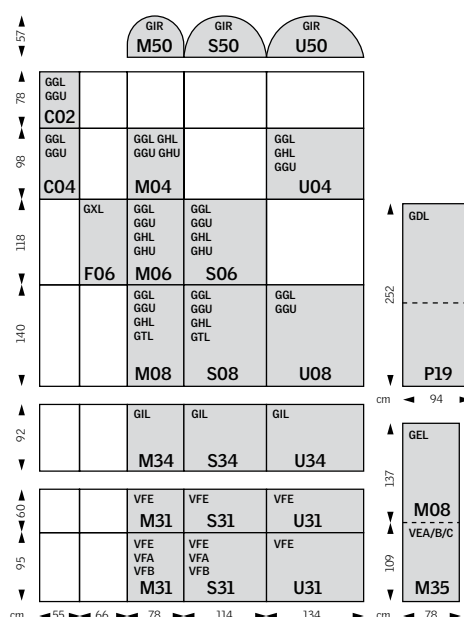 57
GIR
M50
GIR
S50
GIR
U50
78
GGL
GGU
C02
98
GGL
GGU
C04
GGL GHL
GGU GHU
M04
GGL
GHL
GGU
U04
118
GXL
F06
GGL
GGU
GHL
GHU
M06
GGL
GGU
GHL
GHU
S06
140
GGL
GGU
GHL
GTL
M08
GGL
GGU
GHL
GTL
S08
GGL
GGU
U08
252
GDL
P19
cm 94
92
GIL
M34
GIL
S34
GIL
U34
60
VFE
M31
VFE
S31
VFE
U31
95
VFE
VFA
VFB
M31
VFE
VFA
VFB
S31
VFE
U31
137
GEL
M08
109
VEA/B/C
M35
cm 55 66 78 114 134
cm 78